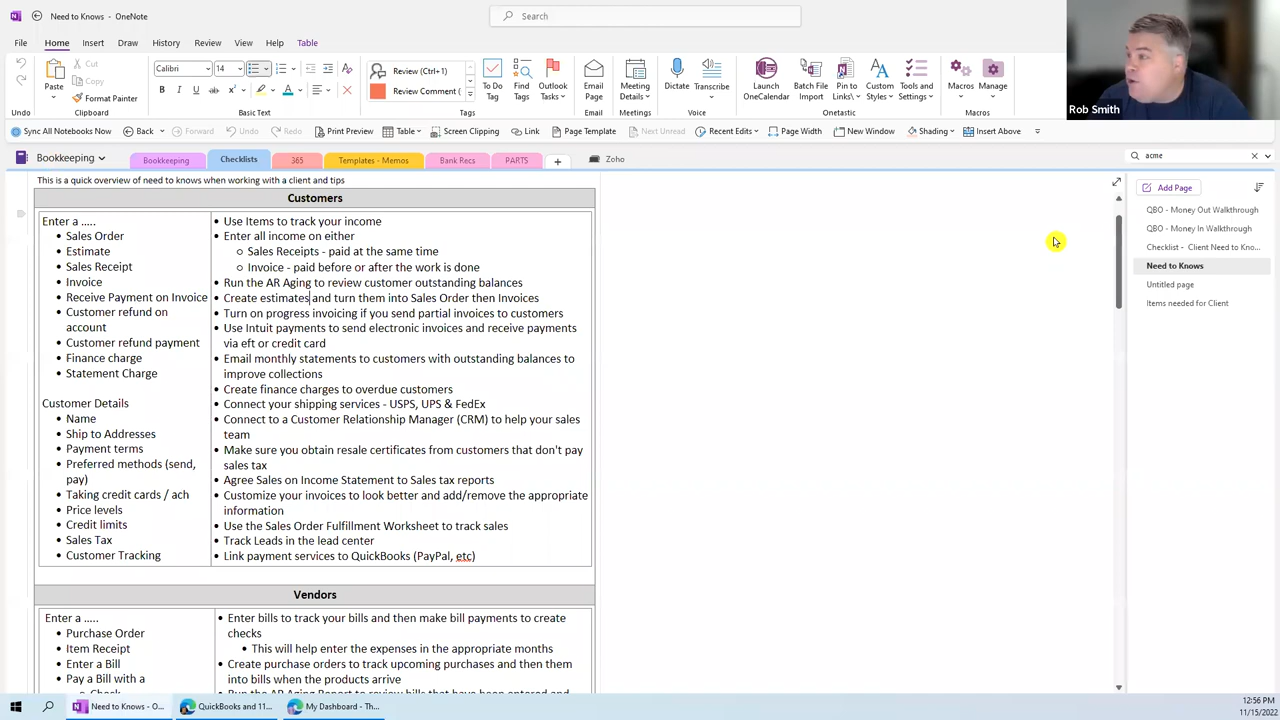 Need to Knows - OneNote
Search
File Home Insert Draw History Review View Help Table
Paste
Cut
Copy
Format Painter
Clipboard
Calibri 14
B I U ab x A
Basic Text
Review (Ctrl+1)
Review Comment (
To Do Tag
Find Tags
Outlook Tasks
Tags
Email Page
Email
Meeting Details
Meetings
Dictate
Transcribe
Voice
Launch OneCalendar
Batch File Import
Pin to Links\
Custom Styles
Tools and Settings
Onetastic
Macros
Manage
Macros
Rob Smith
Sync All Notebooks Now Back Forward Undo Redo Print Preview Table Screen Clipping Link Page Template Next Unread Recent Edits Page Width New Window Shading Insert Above
Bookkeeping Bookkeeping Checklists 365 Templates - Memos Bank Recs PARTS + Zoho
acme
This is a quick overview of need to knows when working with a client and tips
Customers
Enter a .....
• Sales Order
• Estimate
• Sales Receipt
• Invoice
• Receive Payment on Invoice
• Customer refund on
account
• Customer refund payment
• Finance charge
• Statement Charge
Customer Details
• Name
• Ship to Addresses
• Payment terms
• Preferred methods (send,
pay)
• Taking credit cards / ach
• Price levels
• Credit limits
• Sales Tax
• Customer Tracking
• Use Items to track your income
• Enter all income on either
o Sales Receipts - paid at the same time
o Invoice - paid before or after the work is done
• Run the AR Aging to review customer outstanding balances
• Create estimates and turn them into Sales Order then Invoices
• Turn on progress invoicing if you send partial invoices to customers
• Use Intuit payments to send electronic invoices and receive payments
via eft or credit card
• Email monthly statements to customers with outstanding balances to
improve collections
• Create finance charges to overdue customers
• Connect your shipping services - USPS, UPS & FedEx
• Connect to a Customer Relationship Manager (CRM) to help your sales
team
• Make sure you obtain resale certificates from customers that don't pay
sales tax
• Agree Sales on Income Statement to Sales tax reports
• Customize your invoices to look better and add/remove the appropriate
information
• Use the Sales Order Fulfillment Worksheet to track sales
• Track Leads in the lead center
• Link payment services to QuickBooks (PayPal, etc)
Vendors
Enter a .....
• Purchase Order
• Item Receipt
• Enter a Bill
• Pay a Bill with a
o Check
• Enter bills to track your bills and then make bill payments to create
checks
• This will help enter the expenses in the appropriate months
• Create purchase orders to track upcoming purchases and then them
into bills when the products arrive
• Run the AR Aging Report to review bills that have been entered and
Add Page
QBO - Money Out Walkthrough
QBO - Money In Walkthrough
Checklist - Client Need to Kno...
Need to Knows
Untitled page
Items needed for Client
Need to Knows - O...
QuickBooks and 11...
My Dashboard - Th...
12:56 PM
11/15/2022